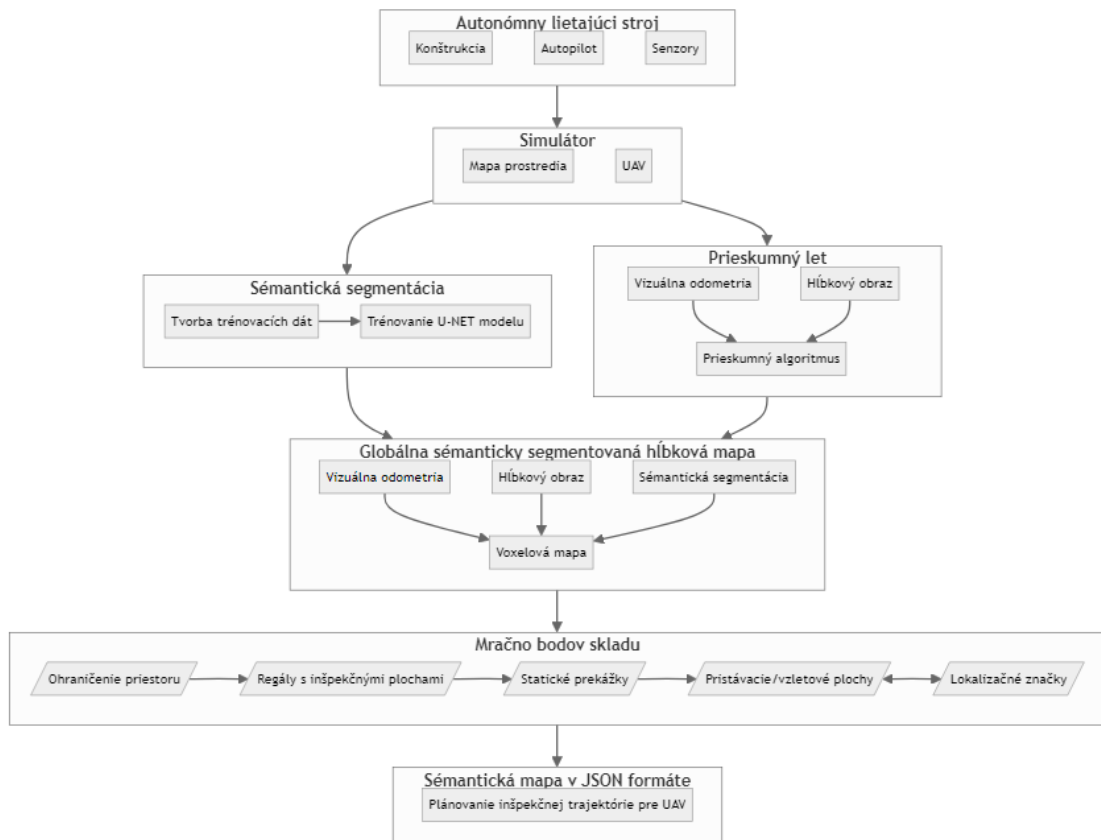 Autonómny lietajúci stroj
Konštrukcia
Autopilot
Senzory
Simulátor
Mapa prostredia
UAV
Sémantická segmentácia
Tvorba trénovacích dát
Trénovanie U-NET modelu
Prieskumný let
Vizuálna odometria
Hĺbkový obraz
Prieskumný algoritmus
Globálna sémanticky segmentovaná hĺbková mapa
Vizuálna odometria
Hĺbkový obraz
Sémantická segmentácia
Voxelová mapa
Mračno bodov skladu
Ohraničenie priestoru
Regály s inšpekčnými plochami
Statické prekážky
Pristávacie/vzletové plochy
Lokalizačné značky
Sémantická mapa v JSON formáte
Plánovanie inšpekčnej trajektórie pre UAV